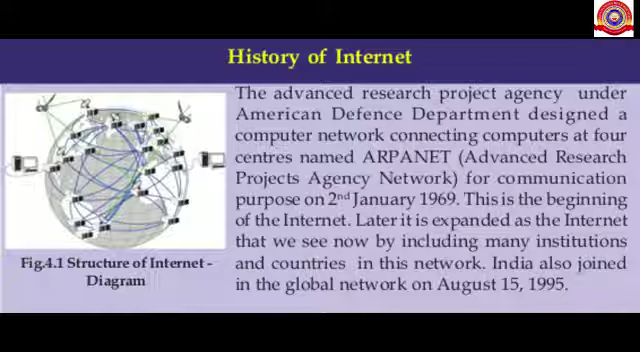 History of Internet
The advanced research project agency under
American Defence Department designed a
computer network connecting computers at four
centres named ARPANET (Advanced Research
Projects Agency Network) for communication
purpose on 2nd January 1969. This is the beginning
of the Internet. Later it is expanded as the Internet
that we see now by including many institutions
and countries in this network. India also joined
in the global network on August 15, 1995.
Fig.4.1 Structure of Internet -
Diagram